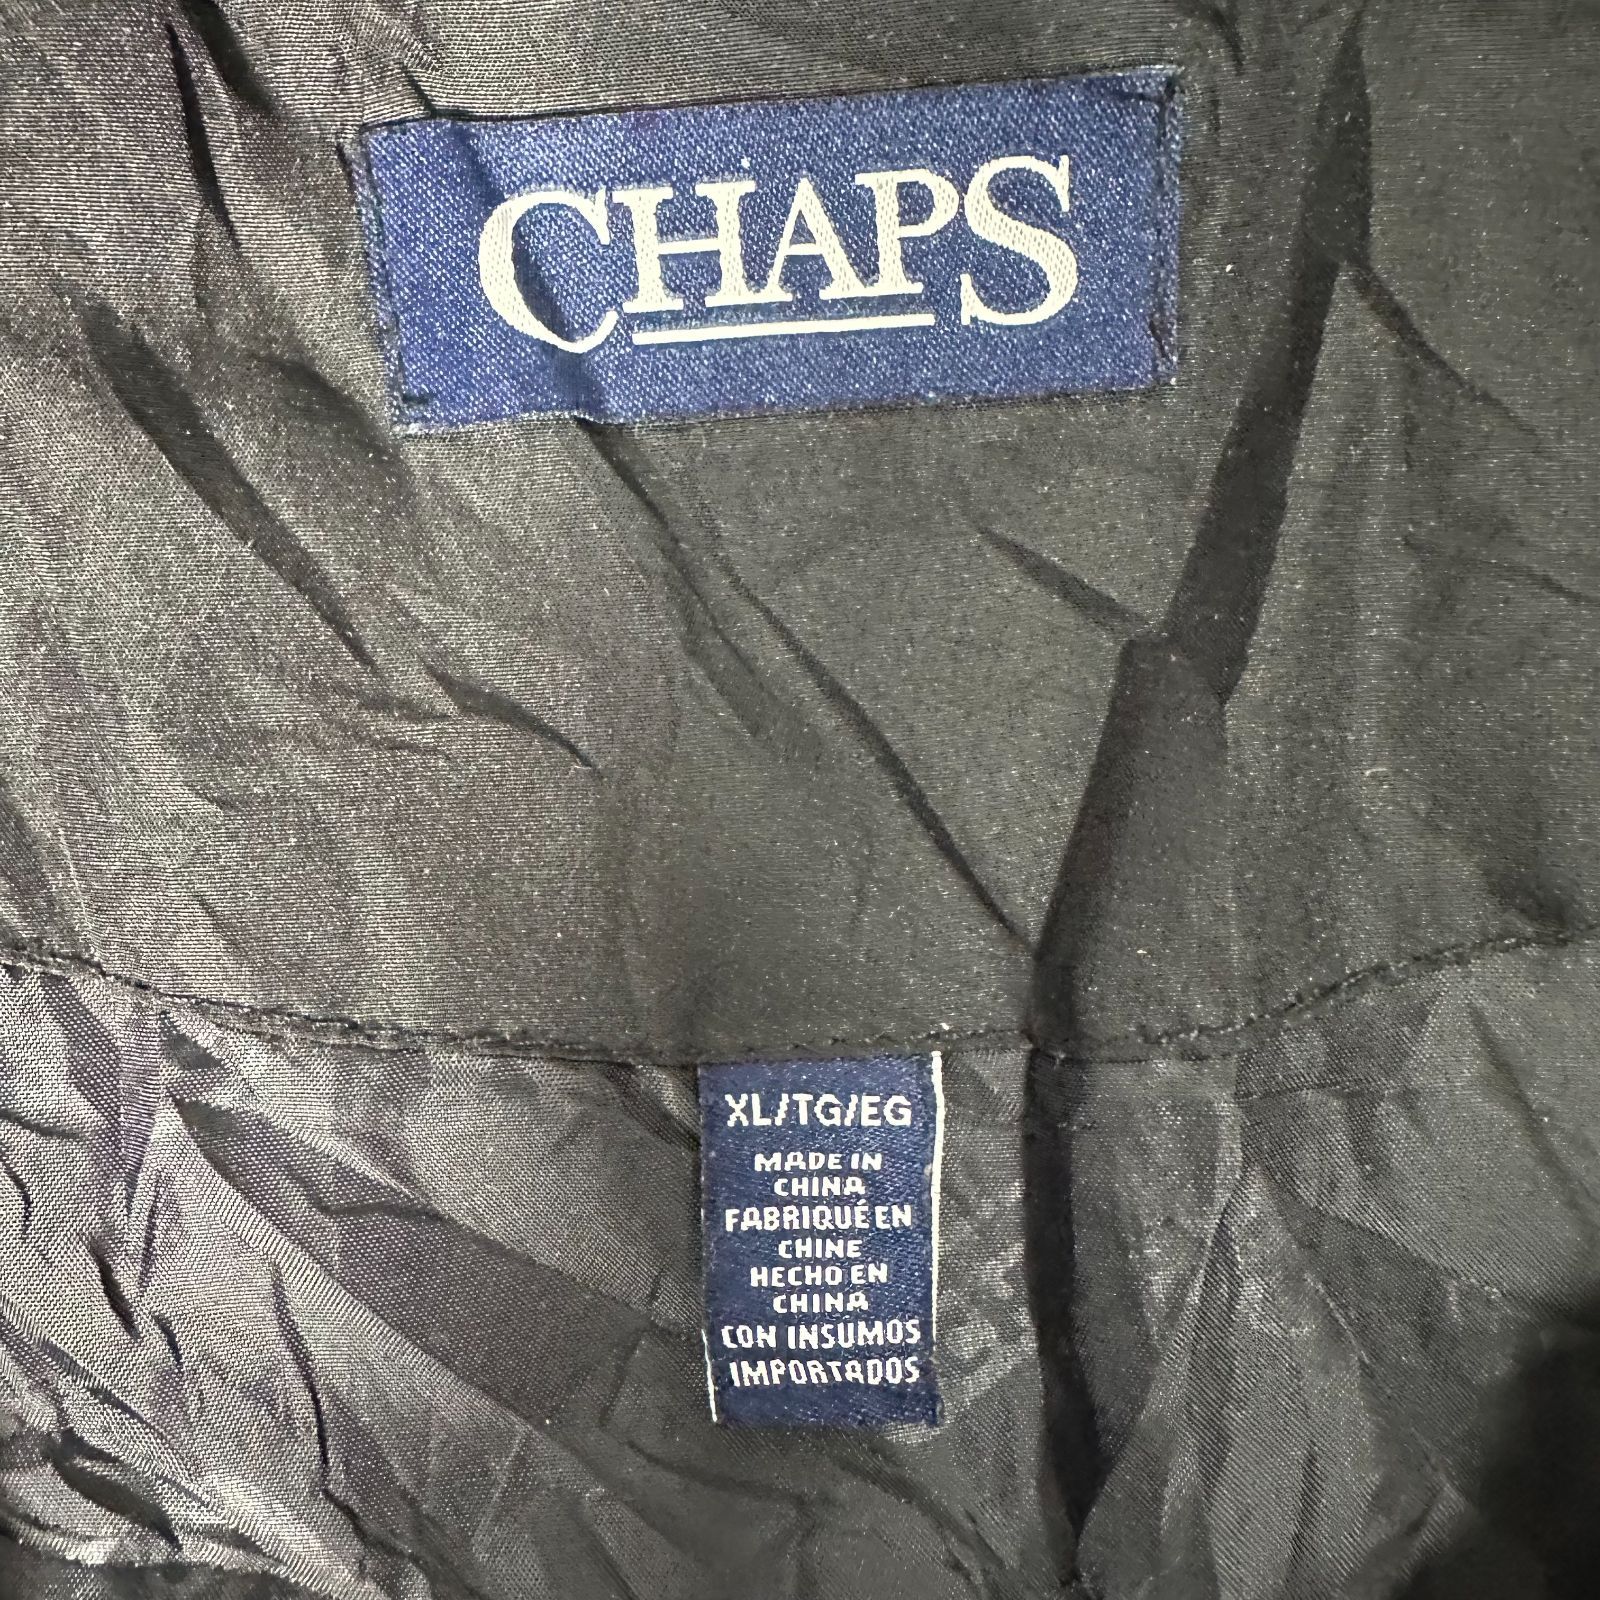 CHAPS
XL/TG/EG
MADE IN
CHINA
FABRIQUÉ EN
CHINE
HECHO EN
CHINA
CON INSUMOS
IMPORTADOS